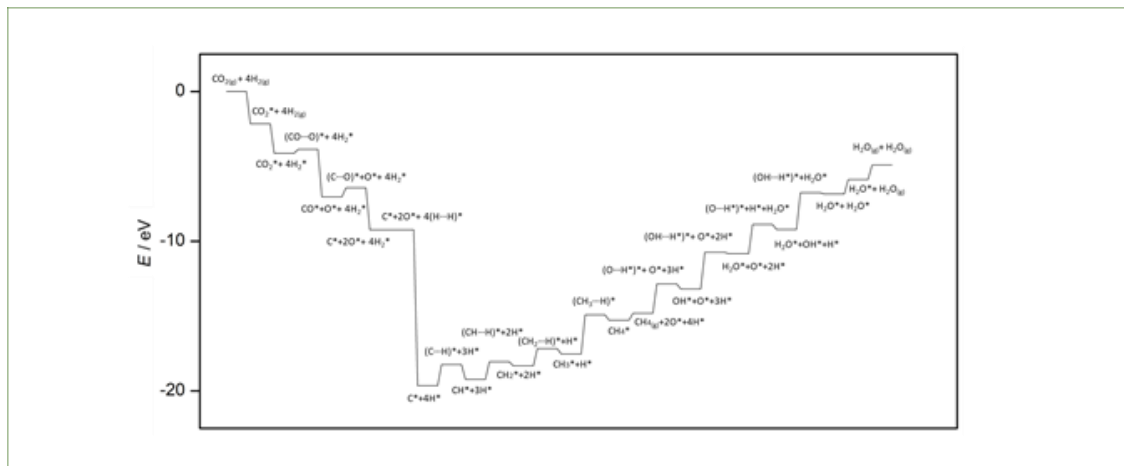 CO₂₍g₎ + 4H₂₍g₎
0
CO₂*+ 4H₂₍g₎
(CO---O)*+ 4H₂*
CO₂*+ 4H₂*
(C---O)*+O*+ 4H₂*
CO*+O*+ 4H₂*
C*+2O*+ 4(H---H)*
C*+2O*+ 4H₂*
E / eV
-10
-20
C*+4H*
(C---H)*+3H*
CH*+3H*
(CH---H)*+2H*
CH₂*+2H*
(CH₂---H)*+H*
CH₃*+H*
(CH₃---H)*
CH₄*
CH₄₍g₎+2O*+4H*
(O---H*)*+ O*+3H*
OH*+O*+3H*
(OH---H*)*+ O*+2H*
H₂O*+O*+2H*
(O---H*)*+H*+H₂O*
H₂O*+OH*+H*
(OH---H*)*+H₂O*
H₂O*+ H₂O*
H₂O*+ H₂O₍g₎
H₂O₍g₎+ H₂O₍g₎